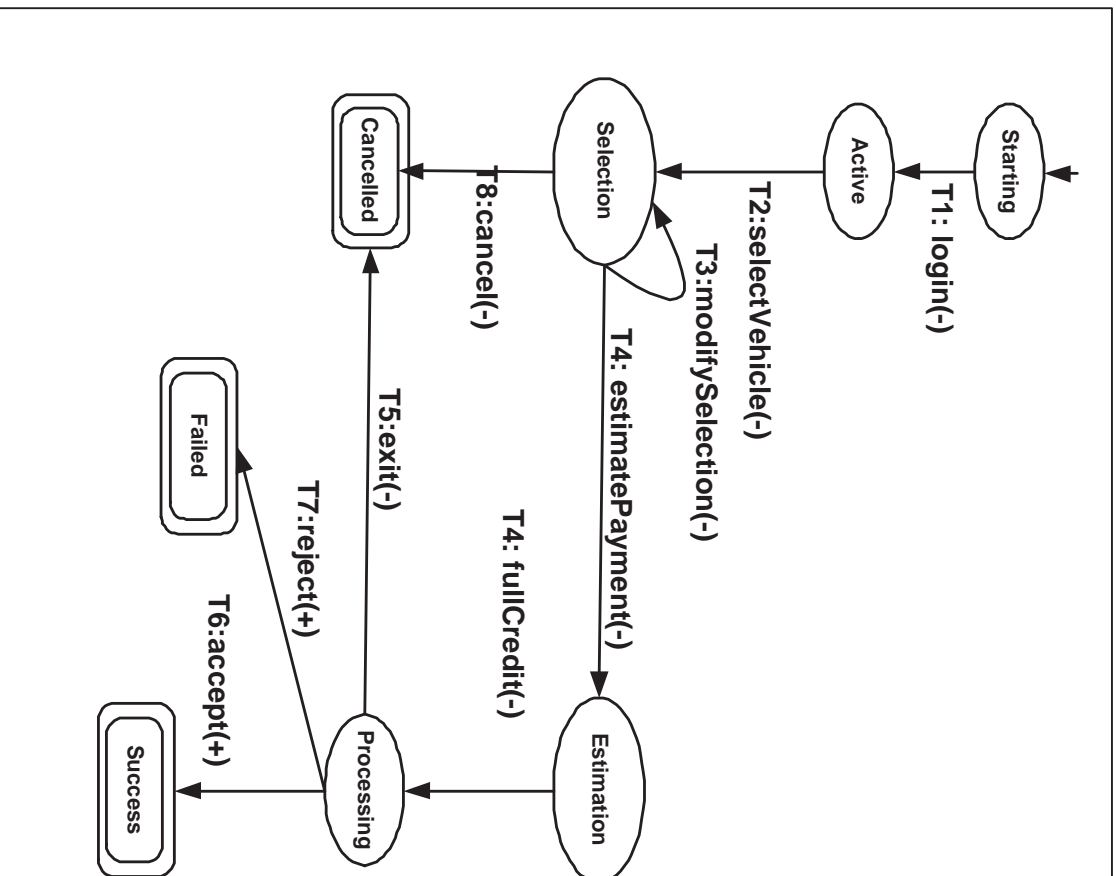 Starting
T1: login(-)
Active
T2:selectVehicle(-)
T3:modifySelection(-)
Selection
T4: estimatePayment(-)
Estimation
T8:cancel(-)
T4: fullCredit(-)
Cancelled
T5:exit(-)
Processing
T7:reject(+)
Failed
T6:accept(+)
Success